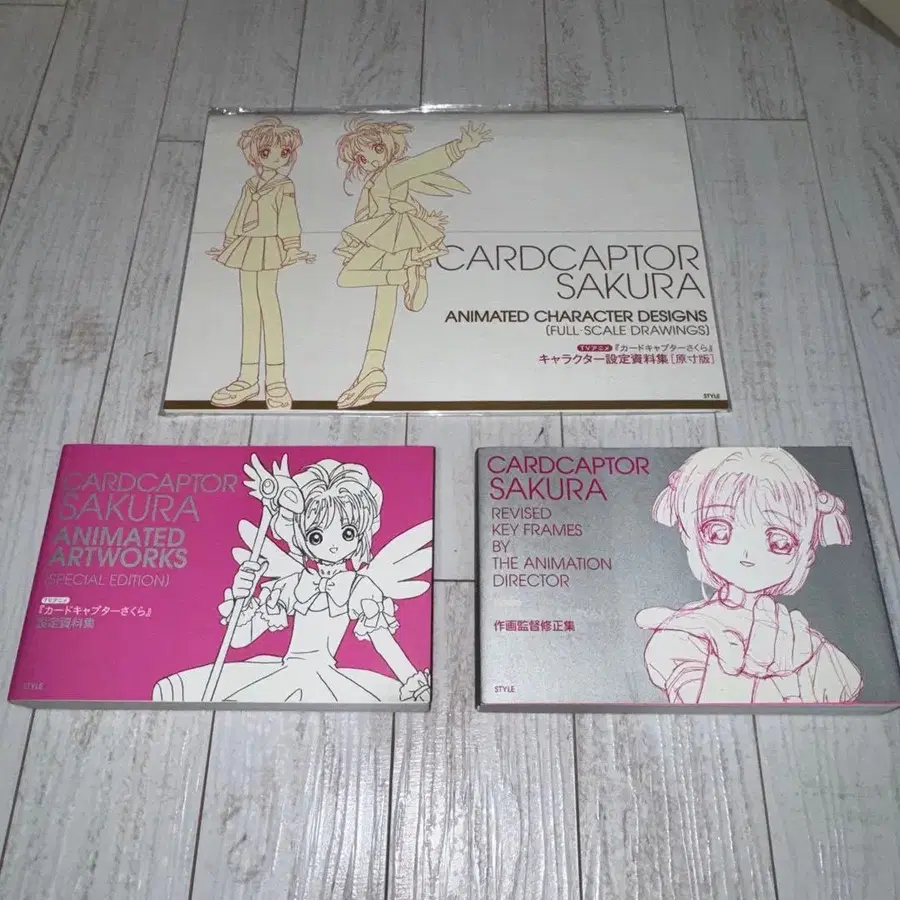 CARDCAPTOR
SAKURA
ANIMATED CHARACTER DESIGNS
(FULL-SCALE DRAWINGS)
TVアニメ『カードキャプターさくら』
キャラクター設定資料集[原寸版]
STYLE
CARDCAPTOR
SAKURA
ANIMATED
ARTWORKS
(SPECIAL EDITION)
TVアニメ
『カードキャプターさくら』
設定資料集
STYLE
CARDCAPTOR
SAKURA
REVISED
KEY FRAMES
BY
THE ANIMATION
DIRECTOR
作画監督修正集
STYLE